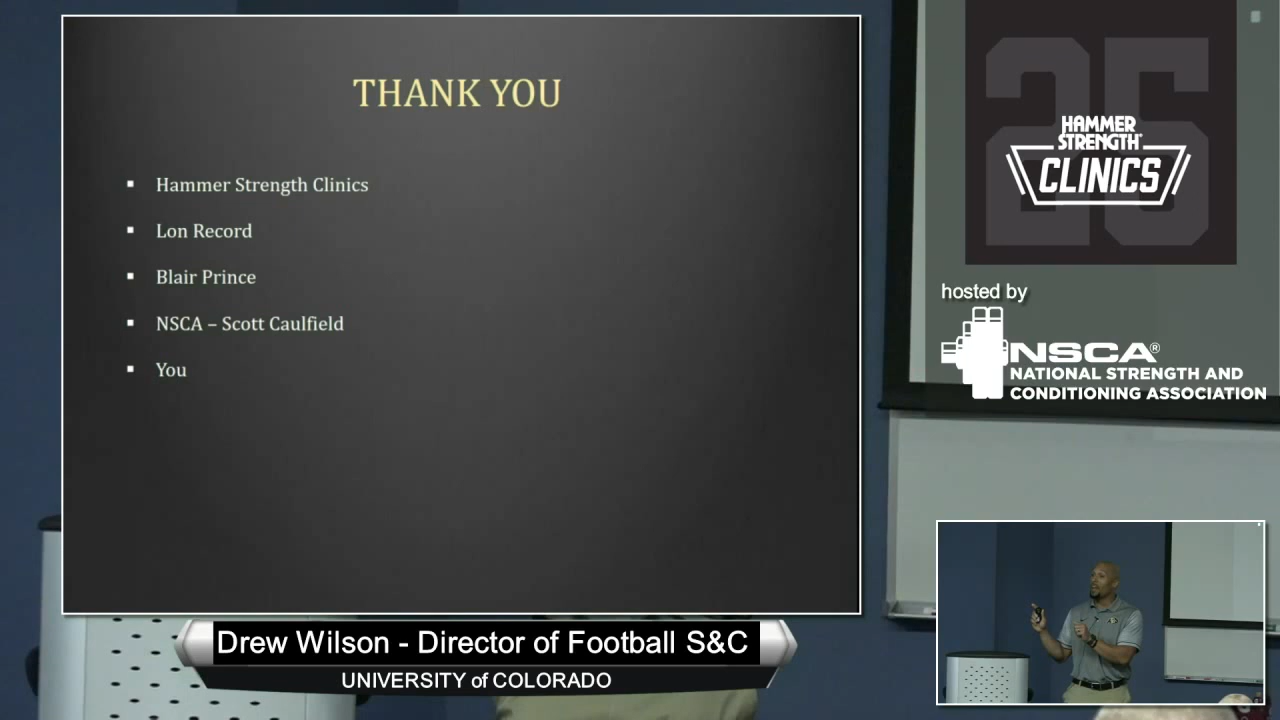 THANK YOU
Hammer Strength Clinics
Lon Record
Blair Prince
NSCA – Scott Caulfield
You
25
HAMMER
STRENGTH
CLINICS
hosted by
NSCA®
NATIONAL STRENGTH AND
CONDITIONING ASSOCIATION
Drew Wilson - Director of Football S&C
UNIVERSITY of COLORADO